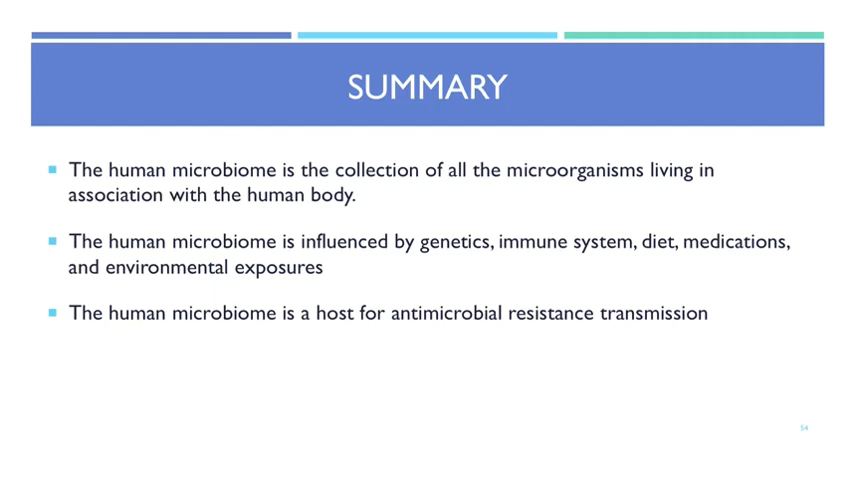 SUMMARY
The human microbiome is the collection of all the microorganisms living in
association with the human body.
The human microbiome is influenced by genetics, immune system, diet, medications,
and environmental exposures
The human microbiome is a host for antimicrobial resistance transmission
54